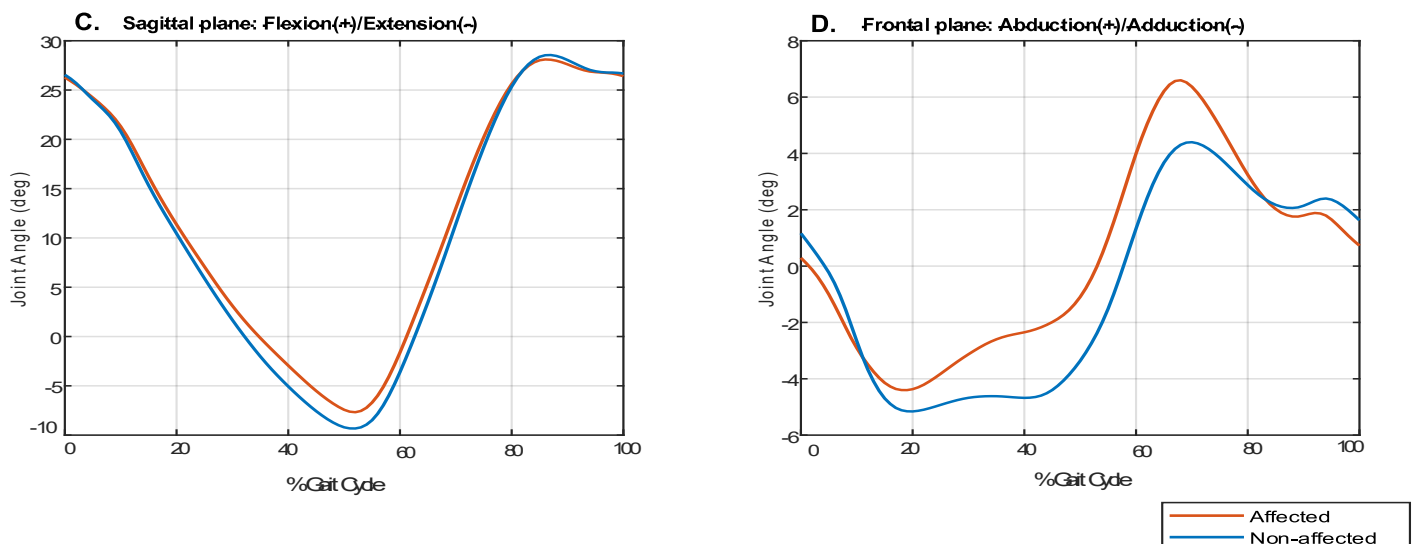 C. Sagittal plane: Flexion(+)/Extension(-)
30
25
20
15
10
5
0
-5
-10
Joint Angle (deg)
0 20 40 60 80 100
%Gait Cycle
D. Frontal plane: Abduction(+)/Adduction(-)
8
6
4
2
0
-2
-4
-6
Joint Angle (deg)
0 20 40 60 80 100
%Gait Cycle
Affected
Non-affected